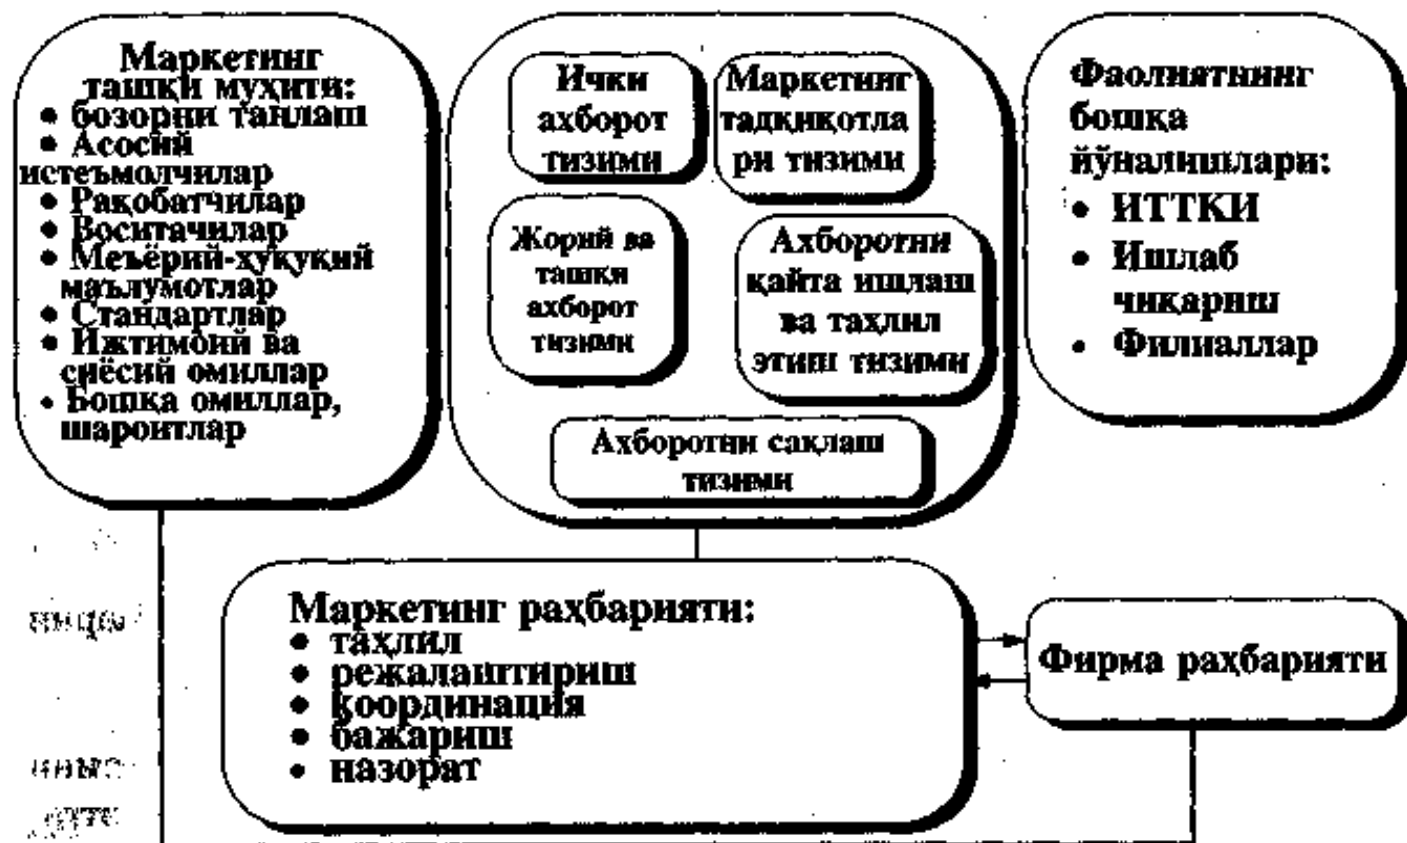 Маркетинг
ташқи муҳити:
• бозорни танлаш
• Асосий
истеъмолчилар
• Рақобатчилар
• Воситачилар
• Меъёрий-ҳуқуқий
маълумотлар
• Стандартлар
• Ижтимоий ва
сиёсий омиллар
• Бошқа омиллар,
шароитлар
Ички
ахборот
тизими
Маркетинг
тадқиқотла
ри тизими
Жорий ва
ташқи
ахборот
тизими
Ахборотни
қайта ишлаш
ва таҳлил
этиш тизими
Ахборотни сақлаш
тизими
Фаолиятнинг
бошқа
йўналишлари:
• ИТТКИ
• Ишлаб
чиқариш
• Филиаллар
Маркетинг раҳбарияти:
• таҳлил
• режалаштириш
• координация
• бажариш
• назорат
Фирма раҳбарияти